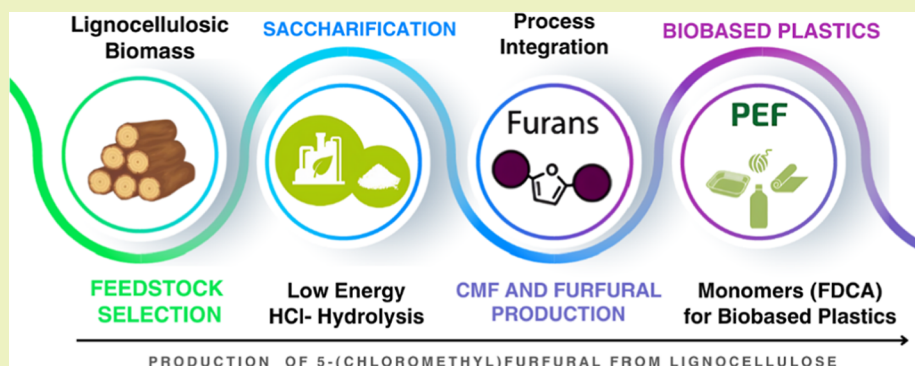 Lignocellulosic
Biomass
SACCHARIFICATION
Process
Integration
BIOBASED PLASTICS
Furans
O
PEF
FEEDSTOCK
SELECTION
Low Energy
HCl- Hydrolysis
CMF AND FURFURAL
PRODUCTION
Monomers (FDCA)
for Biobased Plastics
PRODUCTION OF 5-(CHLOROMETHYL)FURFURAL FROM LIGNOCELLULOSE